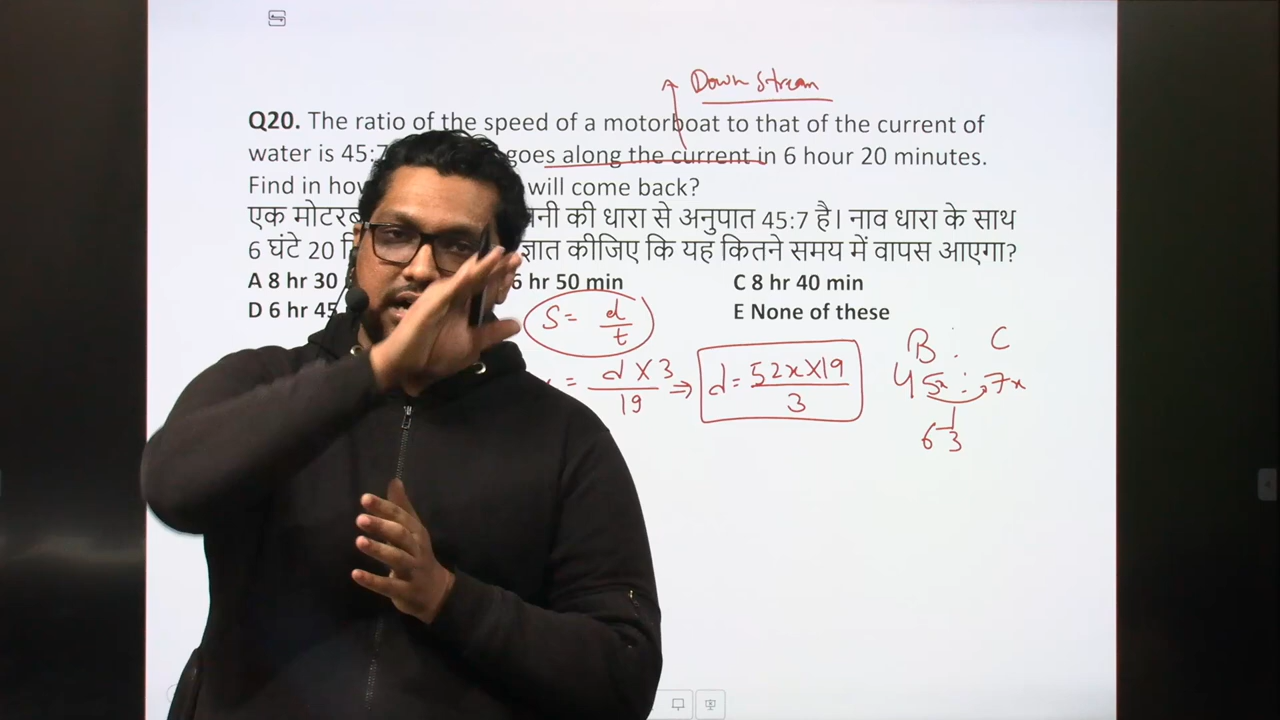 Down stream
Q20. The ratio of the speed of a motorboat to that of the current of
water is 45:7 goes along the current in 6 hour 20 minutes.
Find in how will come back?
एक मोटरब पानी की धारा से अनुपात 45:7 है। नाव धारा के साथ
6 घंटे 20 ज्ञात कीजिए कि यह कितने समय में वापस आएगा?
A 8 hr 30 6 hr 50 min C 8 hr 40 min
D 6 hr 45 E None of these
S = d/t
B : C
= d×3/19 ⇒ d = 52x×19/3
45x : 7x